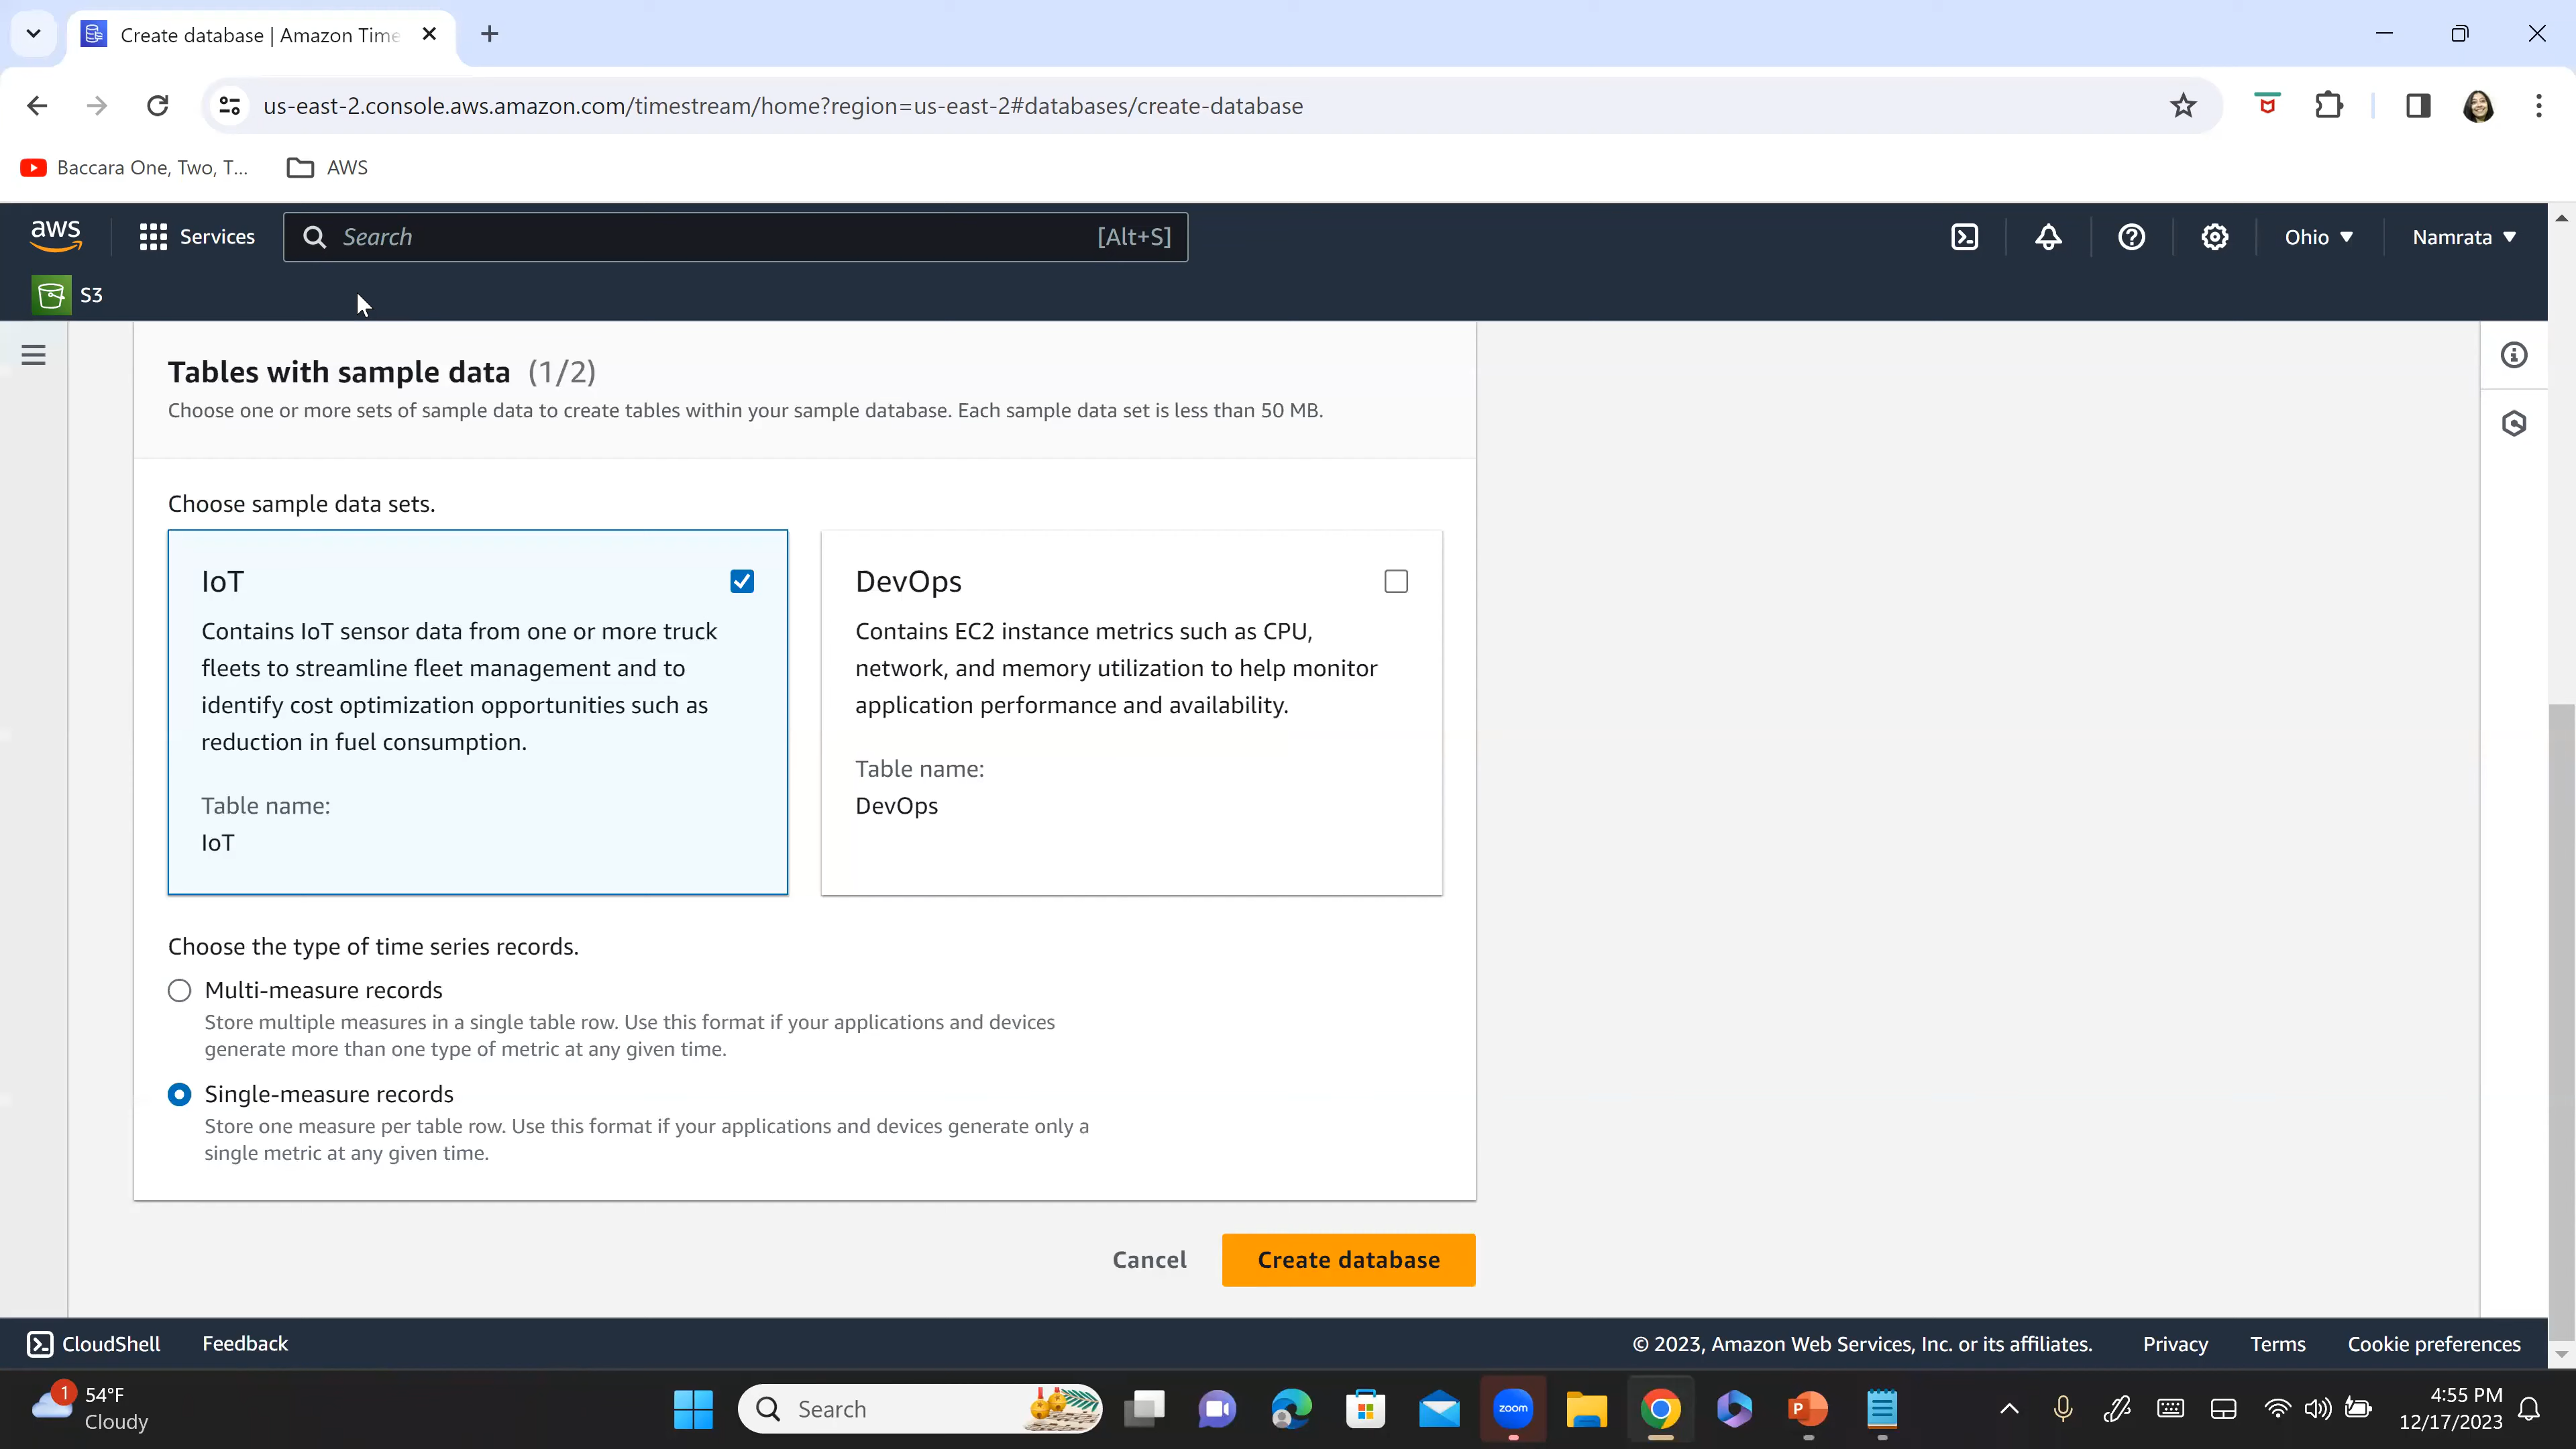 Create database | Amazon Time
us-east-2.console.aws.amazon.com/timestream/home?region=us-east-2#databases/create-database
Baccara One, Two, T...
AWS
aws
Services
Search
[Alt+S]
Ohio
Namrata
S3
Tables with sample data (1/2)
Choose one or more sets of sample data to create tables within your sample database. Each sample data set is less than 50 MB.
Choose sample data sets.
IoT
Contains IoT sensor data from one or more truck
fleets to streamline fleet management and to
identify cost optimization opportunities such as
reduction in fuel consumption.
Table name:
IoT
DevOps
Contains EC2 instance metrics such as CPU,
network, and memory utilization to help monitor
application performance and availability.
Table name:
DevOps
Choose the type of time series records.
Multi-measure records
Store multiple measures in a single table row. Use this format if your applications and devices
generate more than one type of metric at any given time.
Single-measure records
Store one measure per table row. Use this format if your applications and devices generate only a
single metric at any given time.
Cancel
Create database
CloudShell
Feedback
© 2023, Amazon Web Services, Inc. or its affiliates.
Privacy
Terms
Cookie preferences
1
54°F
Cloudy
Search
zoom
P
4:55 PM
12/17/2023